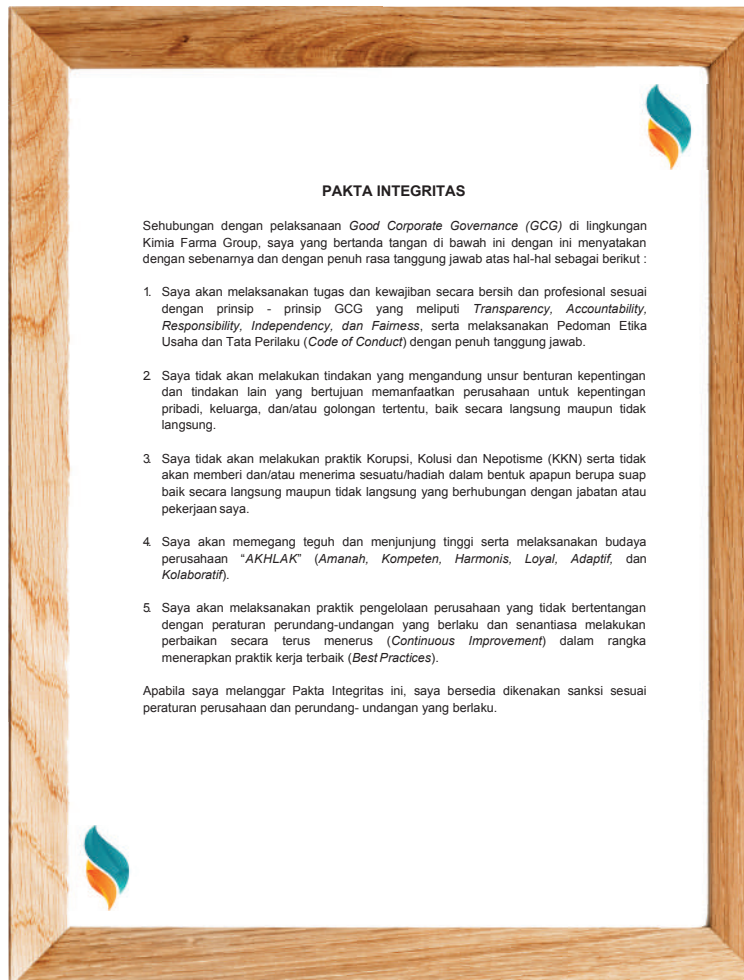 PAKTA INTEGRITAS
Sehubungan dengan pelaksanaan Good Corporate Governance (GCG) di lingkungan
Kimia Farma Group, saya yang bertanda tangan di bawah ini dengan ini menyatakan
dengan sebenarnya dan dengan penuh rasa tanggung jawab atas hal-hal sebagai berikut :
1. Saya akan melaksanakan tugas dan kewajiban secara bersih dan profesional sesuai
dengan prinsip - prinsip GCG yang meliputi Transparency, Accountability,
Responsibility, Independency, dan Fairness, serta melaksanakan Pedoman Etika
Usaha dan Tata Perilaku (Code of Conduct) dengan penuh tanggung jawab.
2. Saya tidak akan melakukan tindakan yang mengandung unsur benturan kepentingan
dan tindakan lain yang bertujuan memanfaatkan perusahaan untuk kepentingan
pribadi, keluarga, dan/atau golongan tertentu, baik secara langsung maupun tidak
langsung.
3. Saya tidak akan melakukan praktik Korupsi, Kolusi dan Nepotisme (KKN) serta tidak
akan memberi dan/atau menerima sesuatu/hadiah dalam bentuk apapun berupa suap
baik secara langsung maupun tidak langsung yang berhubungan dengan jabatan atau
pekerjaan saya.
4. Saya akan memegang teguh dan menjunjung tinggi serta melaksanakan budaya
perusahaan “AKHLAK” (Amanah, Kompeten, Harmonis, Loyal, Adaptif, dan
Kolaboratif).
5. Saya akan melaksanakan praktik pengelolaan perusahaan yang tidak bertentangan
dengan peraturan perundang-undangan yang berlaku dan senantiasa melakukan
perbaikan secara terus menerus (Continuous Improvement) dalam rangka
menerapkan praktik kerja terbaik (Best Practices).
Apabila saya melanggar Pakta Integritas ini, saya bersedia dikenakan sanksi sesuai
peraturan perusahaan dan perundang- undangan yang berlaku.